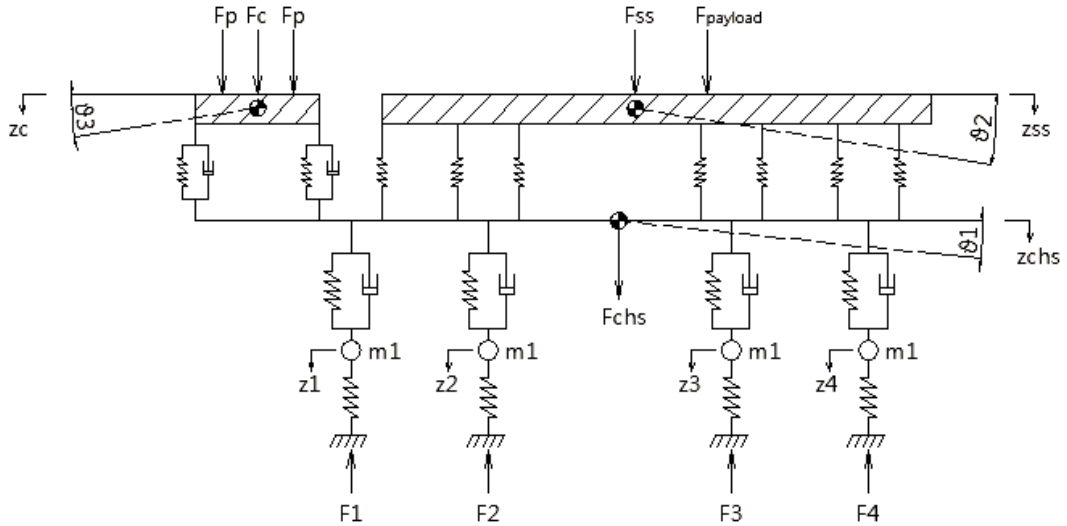 Fp Fc Fp Fss Fpayload
zc ϑ3 ϑ2 zss
ϑ1 zchs
Fchs
m1 m1 m1 m1
z1 z2 z3 z4
F1 F2 F3 F4